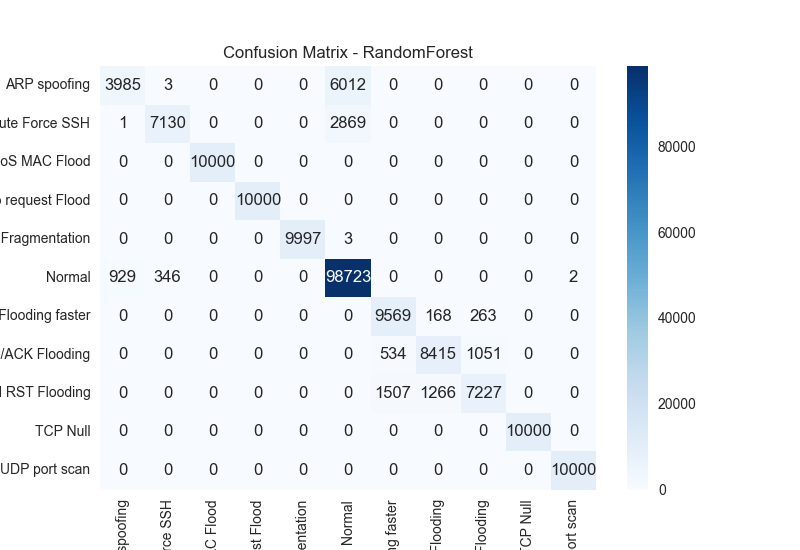 Confusion Matrix - RandomForest
ARP spoofing 3985 3 0 0 0 6012 0 0 0 0 0
ute Force SSH 1 7130 0 0 0 2869 0 0 0 0 0
oS MAC Flood 0 0 10000 0 0 0 0 0 0 0 0
request Flood 0 0 0 10000 0 0 0 0 0 0 0
Fragmentation 0 0 0 0 9997 3 0 0 0 0 0
Normal 929 346 0 0 0 98723 0 0 0 0 2
Flooding faster 0 0 0 0 0 0 9569 168 263 0 0
/ACK Flooding 0 0 0 0 0 0 534 8415 1051 0 0
RST Flooding 0 0 0 0 0 0 1507 1266 7227 0 0
TCP Null 0 0 0 0 0 0 0 0 0 10000 0
UDP port scan 0 0 0 0 0 0 0 0 0 0 10000
spoofing
rce SSH
C Flood
st Flood
entation
Normal
ng faster
Flooding
Flooding
TCP Null
ort scan
80000
60000
40000
20000
0